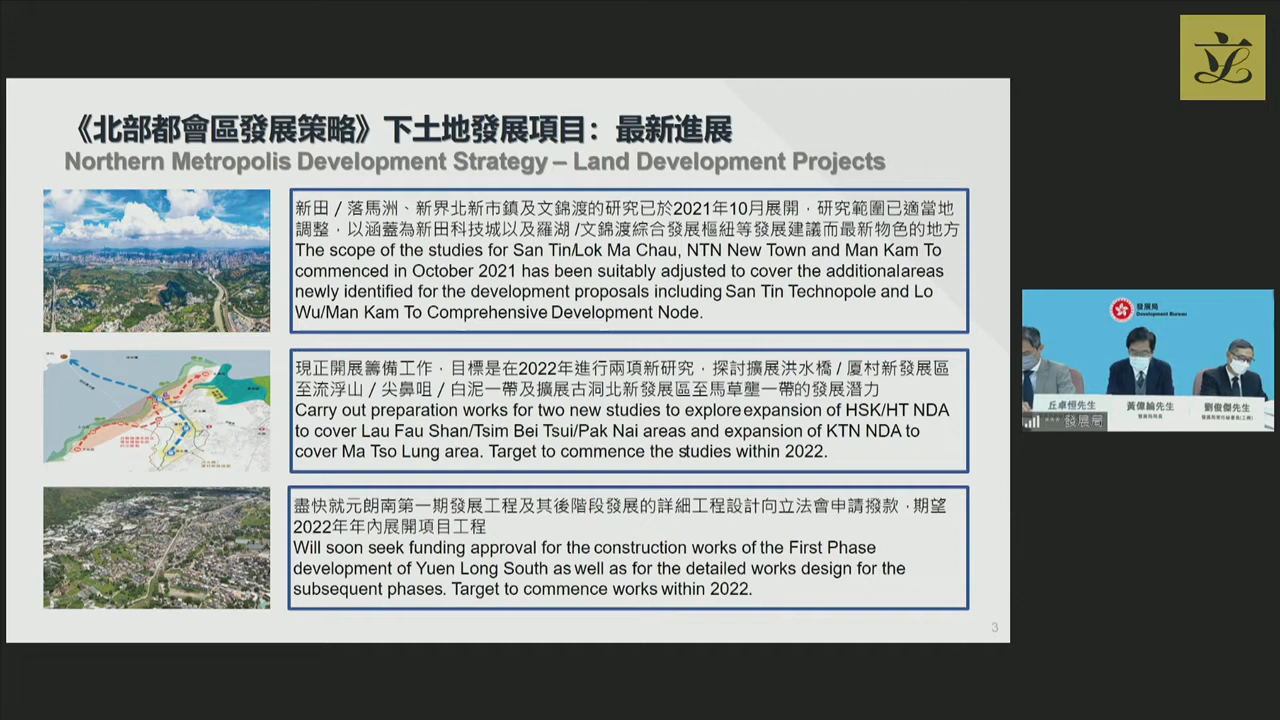 《北部都會區發展策略》下土地發展項目：最新進展
Northern Metropolis Development Strategy – Land Development Projects
新田 / 落馬洲、新界北新市鎮及文錦渡的研究已於2021年10月展開，研究範圍已適當地
調整，以涵蓋為新田科技城以及羅湖 /文錦渡綜合發展樞紐等發展建議而最新物色的地方
The scope of the studies for San Tin/Lok Ma Chau, NTN New Town and Man Kam To
commenced in October 2021 has been suitably adjusted to cover the additional areas
newly identified for the development proposals including San Tin Technopole and Lo
Wu/Man Kam To Comprehensive Development Node.
現正開展籌備工作，目標是在2022年進行兩項新研究，探討擴展洪水橋 / 厦村新發展區
至流浮山 / 尖鼻咀 / 白泥一帶及擴展古洞北新發展區至馬草壟一帶的發展潛力
Carry out preparation works for two new studies to explore expansion of HSK/HT NDA
to cover Lau Fau Shan/Tsim Bei Tsui/Pak Nai areas and expansion of KTN NDA to
cover Ma Tso Lung area. Target to commence the studies within 2022.
盡快就元朗南第一期發展工程及其後階段發展的詳細工程設計向立法會申請撥款，期望
2022年年內展開項目工程
Will soon seek funding approval for the construction works of the First Phase
development of Yuen Long South as well as for the detailed works design for the
subsequent phases. Target to commence works within 2022.
3
發展局
Development Bureau
丘卓恒先生
黃偉綸先生
發展局局長
劉俊傑先生
發展局